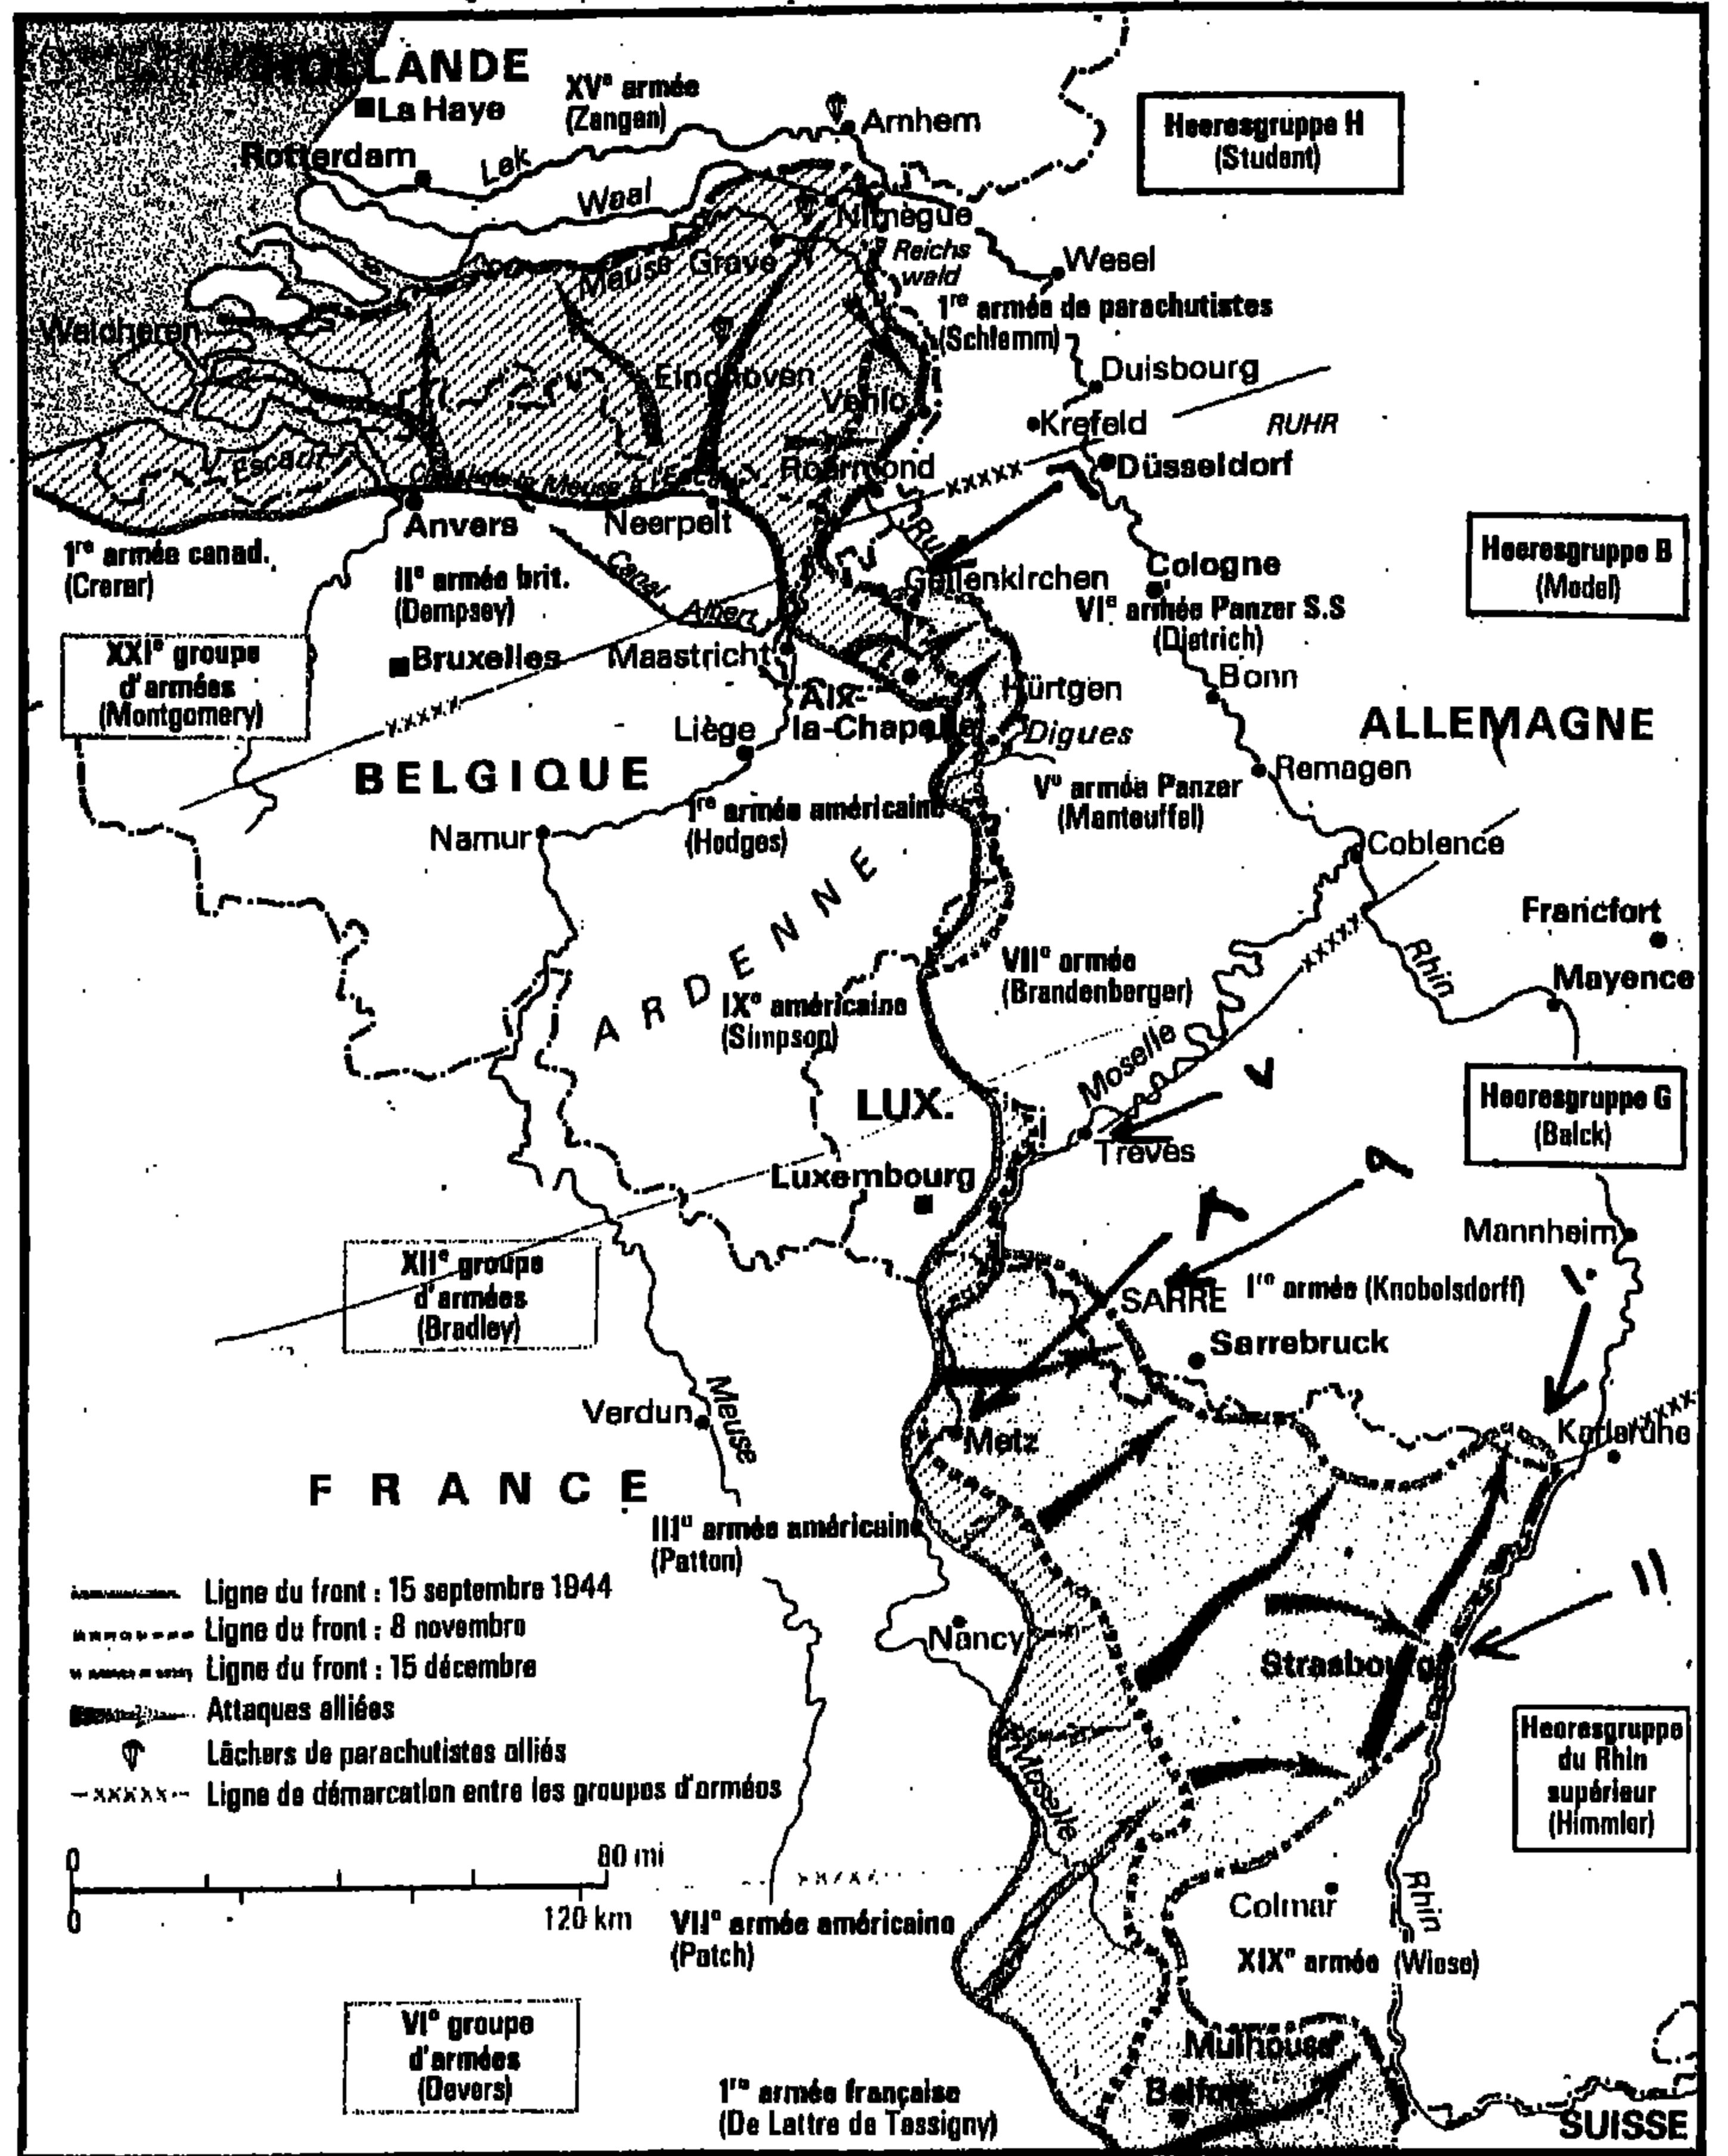 HOLLANDE
La Haye
XVe armée
(Zangen)
Arnhem
Heeresgruppe H
(Student)
Rotterdam
Lek
Waal
Nimègue
Reichs
wald
Wesel
Meuse
Grave
1re armée de parachutistes
(Schlemm)
Walcheren
Duisbourg
Eindhoven
Venlo
Krefeld
RUHR
Escaut
Roermond
Düsseldorf
Anvers
Neerpelt
1re armée canad.
(Crerar)
IIe armée brit.
(Dempsey)
Canal
Albert
Geilenkirchen
Cologne
Heeresgruppe B
(Model)
VIe armée Panzer S.S
(Dietrich)
XXIe groupe
d'armées
(Montgomery)
Bruxelles
Maastricht
Bonn
Hürtgen
Aix-
la-Chapelle
Liège
Digues
ALLEMAGNE
BELGIQUE
Remagen
Ve armée Panzer
(Manteuffel)
1re armée américaine
(Hodges)
Namur
Coblence
ARDENNE
Francfort
Rhin
Mayence
VIIe armée
(Brandenberger)
IXe américaine
(Simpson)
Moselle
LUX.
Heeresgruppe G
(Balck)
Trèves
Luxembourg
Mannheim
XIIe groupe
d'armées
(Bradley)
SARRE
Ire armée (Knobolsdorff)
Sarrebruck
Verdun
Meuse
Metz
Karlsruhe
FRANCE
IIIe armée américaine
(Patton)
Ligne du front : 15 septembre 1944
Ligne du front : 8 novembre
Ligne du front : 15 décembre
Attaques alliées
Lâchers de parachutistes alliés
Ligne de démarcation entre les groupes d'armées
Nancy
Strasbourg
11
Moselle
Heeresgruppe
du Rhin
supérieur
(Himmler)
0 80 mi
0 120 km
Colmar
Rhin
VIIe armée américaine
(Patch)
XIXe armée (Wiese)
VIe groupe
d'armées
(Devers)
Mulhouse
Belfort
1re armée française
(De Lattre de Tassigny)
SUISSE